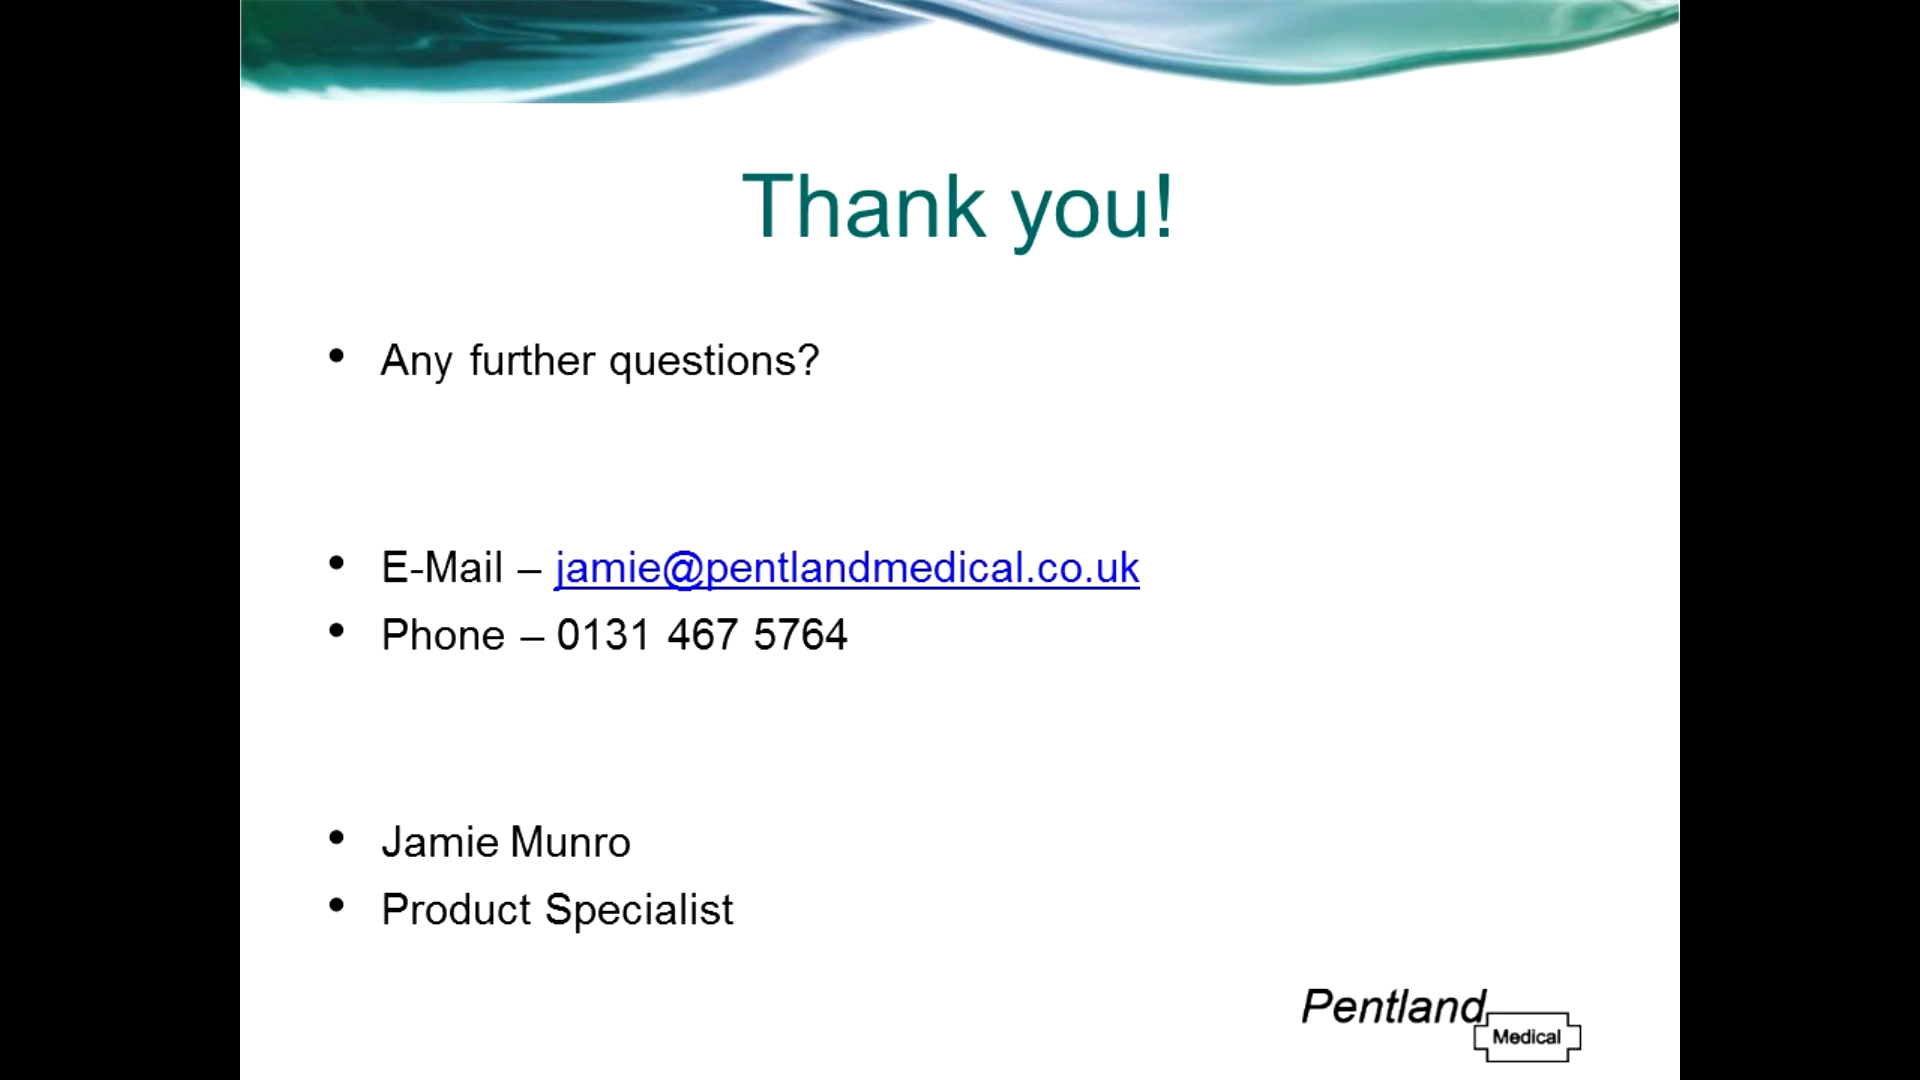 Thank you!
• Any further questions?
• E-Mail – jamie@pentlandmedical.co.uk
• Phone – 0131 467 5764
• Jamie Munro
• Product Specialist
Pentland
Medical